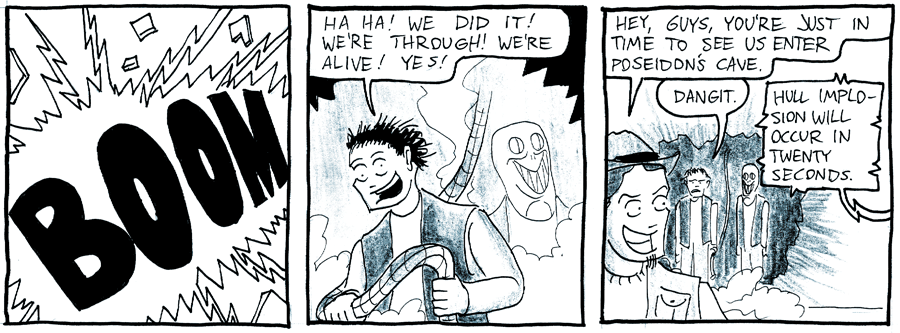 BOOM
HA HA! WE DID IT!
WE'RE THROUGH! WE'RE
ALIVE! YES!
HEY, GUYS, YOU'RE JUST IN
TIME TO SEE US ENTER
POSEIDON'S CAVE.
DANGIT.
HULL IMPLO-
SION WILL
OCCUR IN
TWENTY
SECONDS.